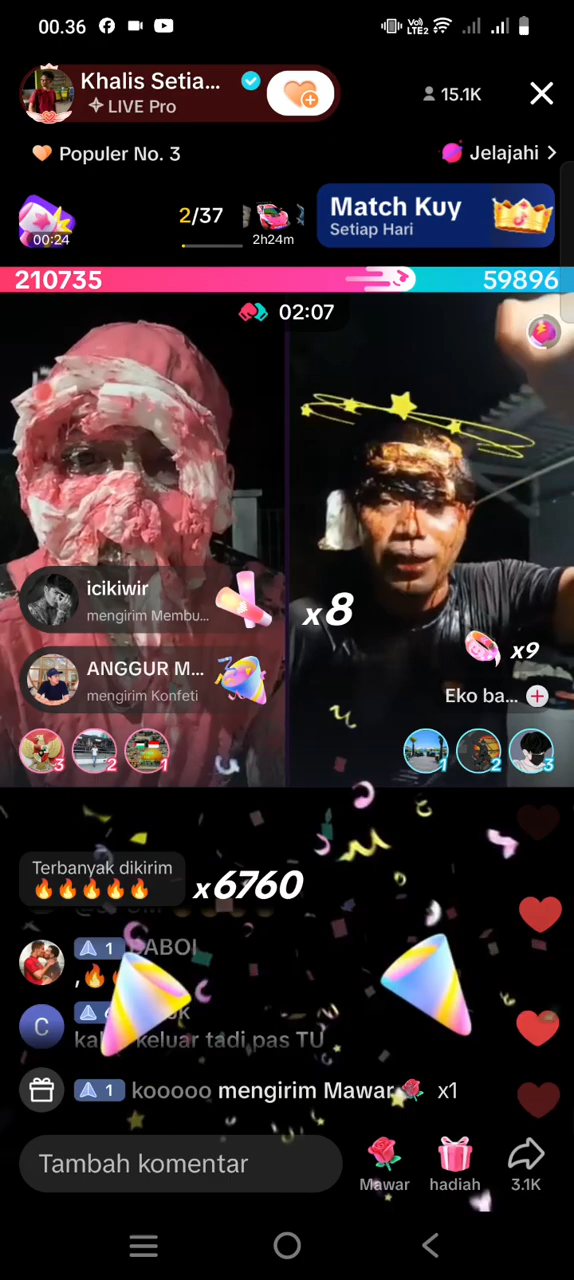 00.36
Vo)) LTE2
Khalis Setia...
LIVE Pro
15.1K
Populer No. 3
Jelajahi >
00:24
2/37
2h24m
Match Kuy
Setiap Hari
210735
59896
02:07
icikiwir
mengirim Membu...
x8
x9
ANGGUR M...
mengirim Konfeti
Eko ba...
3
2
1
1
2
3
Terbanyak dikirim
🔥🔥🔥🔥🔥
x6760
1
,🔥
C
keluar tadi pas TU
1 kooooo mengirim Mawar🌹 x1
Tambah komentar
Mawar
hadiah
3.1K